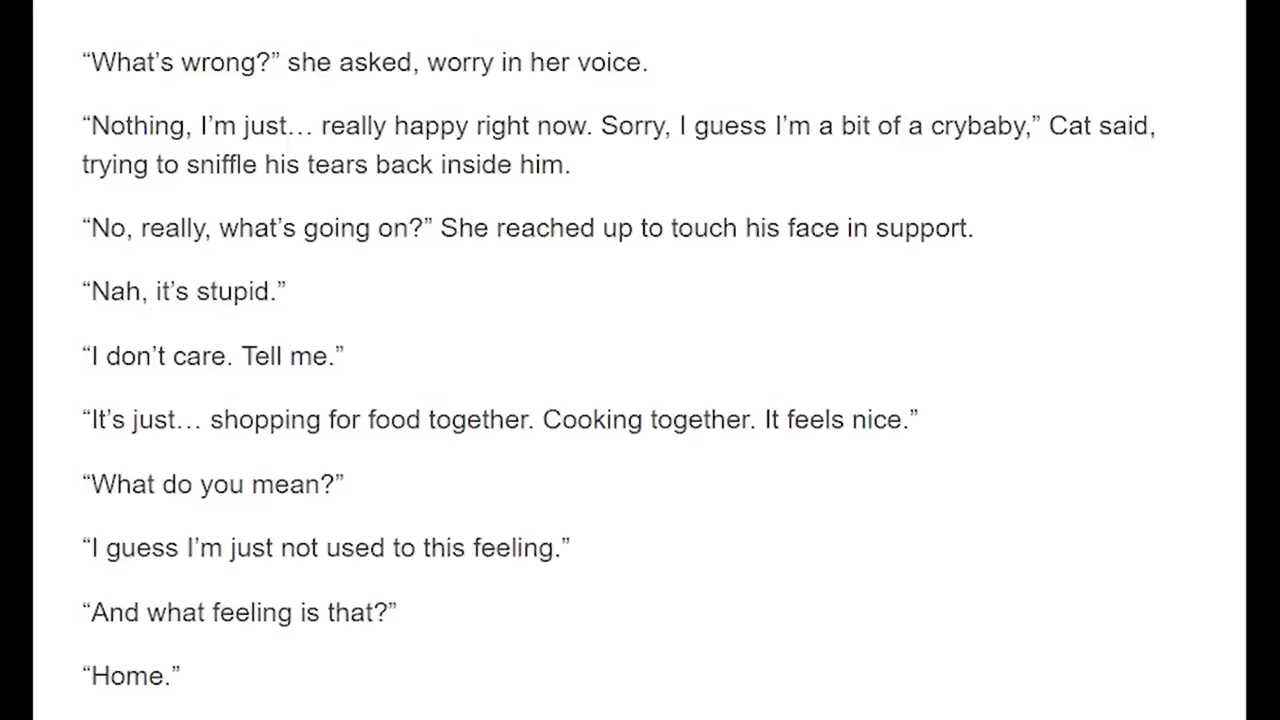 “What’s wrong?” she asked, worry in her voice.
“Nothing, I’m just… really happy right now. Sorry, I guess I’m a bit of a crybaby,” Cat said,
trying to sniffle his tears back inside him.
“No, really, what’s going on?” She reached up to touch his face in support.
“Nah, it’s stupid.”
“I don’t care. Tell me.”
“It’s just… shopping for food together. Cooking together. It feels nice.”
“What do you mean?”
“I guess I’m just not used to this feeling.”
“And what feeling is that?”
“Home.”